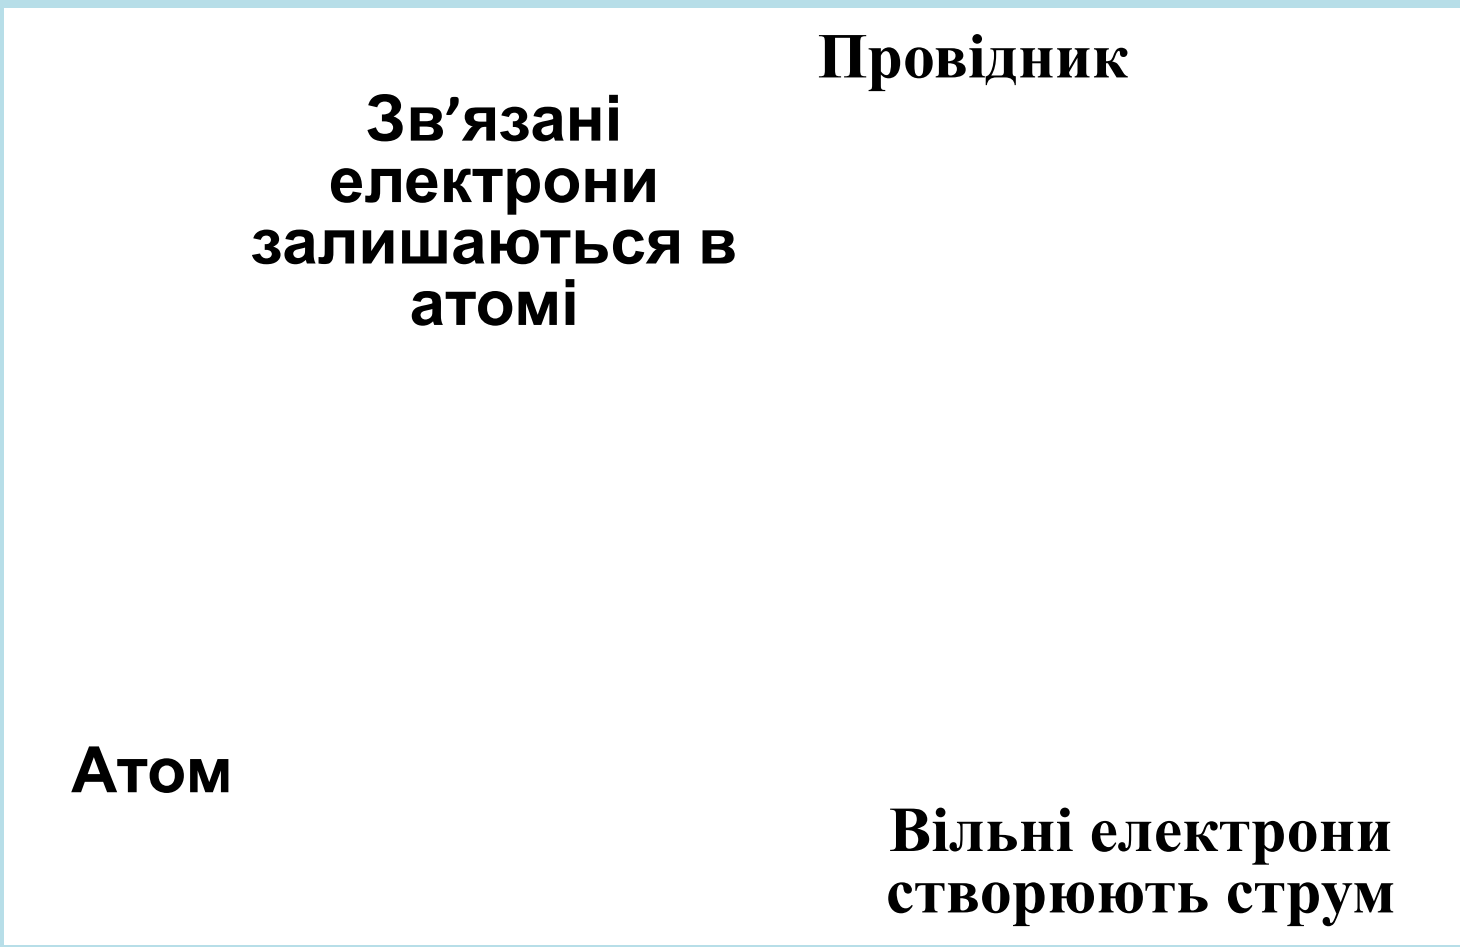 Провідник
Зв’язані
електрони
залишаються в
атомі
Атом
Вільні електрони
створюють струм